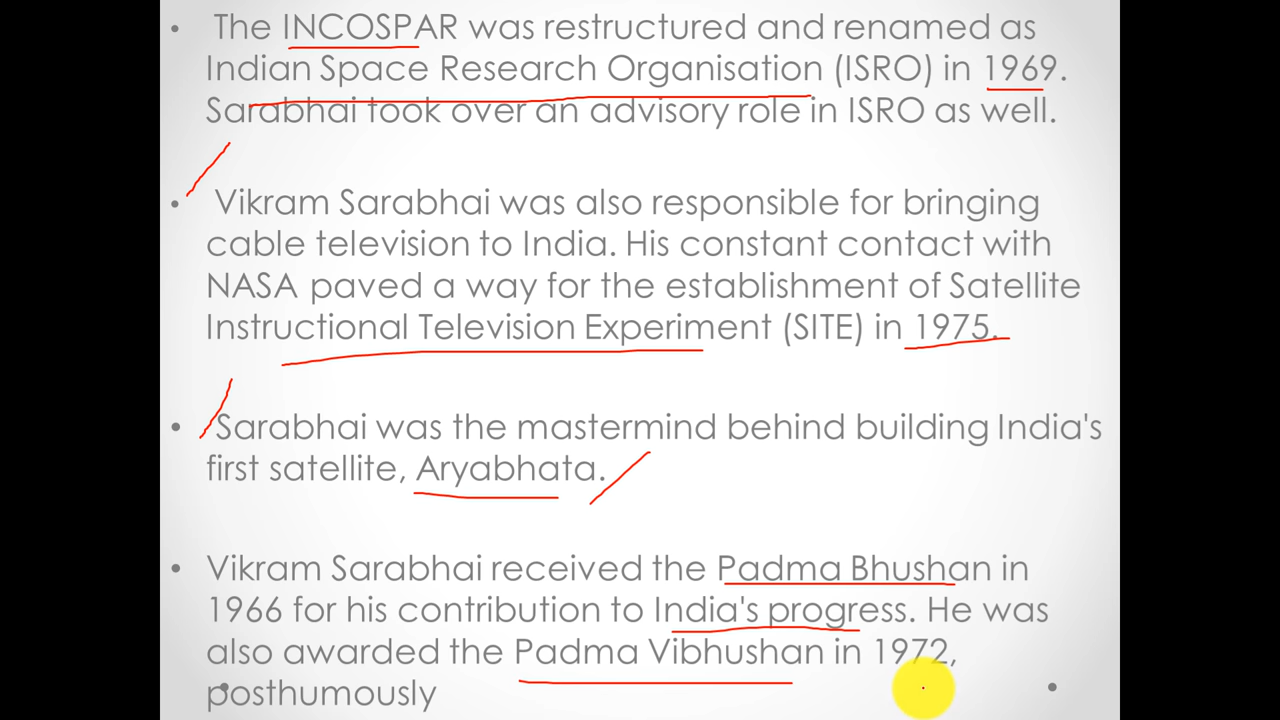 • The INCOSPAR was restructured and renamed as
Indian Space Research Organisation (ISRO) in 1969.
Sarabhai took over an advisory role in ISRO as well.
• Vikram Sarabhai was also responsible for bringing
cable television to India. His constant contact with
NASA paved a way for the establishment of Satellite
Instructional Television Experiment (SITE) in 1975.
• Sarabhai was the mastermind behind building India's
first satellite, Aryabhata.
• Vikram Sarabhai received the Padma Bhushan in
1966 for his contribution to India's progress. He was
also awarded the Padma Vibhushan in 1972,
posthumously